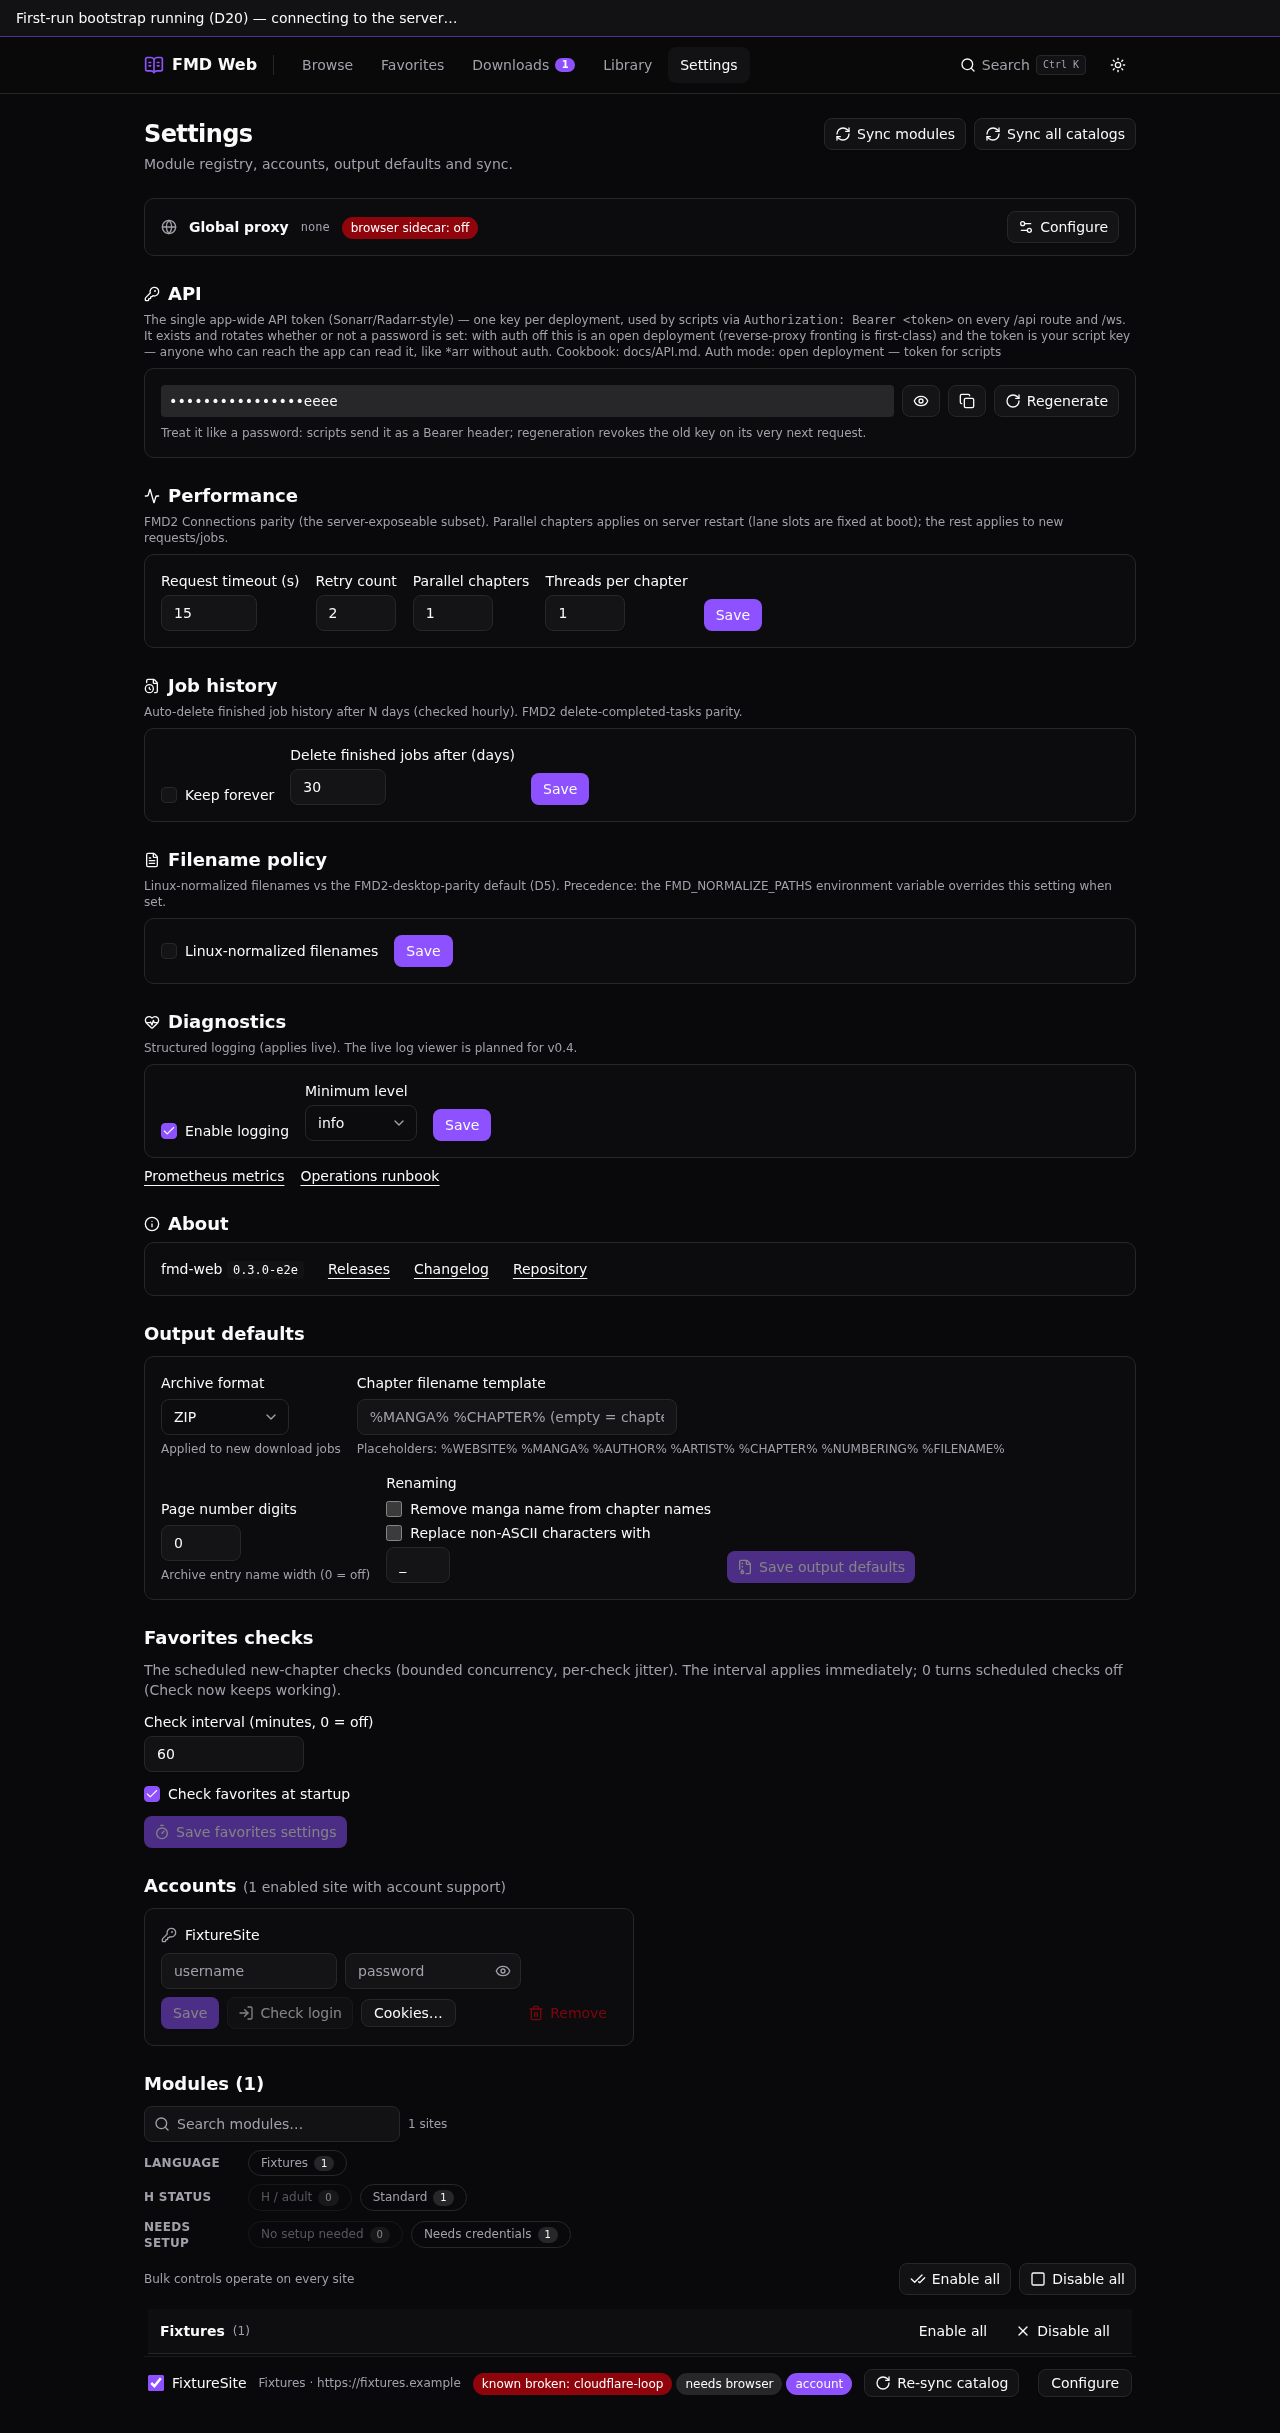 First-run bootstrap running (D20) — connecting to the server…
FMD Web Browse Favorites Downloads 1 Library Settings Search Ctrl K
Settings Sync modules Sync all catalogs
Module registry, accounts, output defaults and sync.
Global proxy none browser sidecar: off Configure
API
The single app-wide API token (Sonarr/Radarr-style) — one key per deployment, used by scripts via Authorization: Bearer <token> on every /api route and /ws.
It exists and rotates whether or not a password is set: with auth off this is an open deployment (reverse-proxy fronting is first-class) and the token is your script key
— anyone who can reach the app can read it, like *arr without auth. Cookbook: docs/API.md. Auth mode: open deployment — token for scripts
••••••••••••••••eeee Regenerate
Treat it like a password: scripts send it as a Bearer header; regeneration revokes the old key on its very next request.
Performance
FMD2 Connections parity (the server-exposeable subset). Parallel chapters applies on server restart (lane slots are fixed at boot); the rest applies to new
requests/jobs.
Request timeout (s) Retry count Parallel chapters Threads per chapter
15 2 1 1 Save
Job history
Auto-delete finished job history after N days (checked hourly). FMD2 delete-completed-tasks parity.
Delete finished jobs after (days)
Keep forever 30 Save
Filename policy
Linux-normalized filenames vs the FMD2-desktop-parity default (D5). Precedence: the FMD_NORMALIZE_PATHS environment variable overrides this setting when
set.
Linux-normalized filenames Save
Diagnostics
Structured logging (applies live). The live log viewer is planned for v0.4.
Minimum level
Enable logging info Save
Prometheus metrics Operations runbook
About
fmd-web 0.3.0-e2e Releases Changelog Repository
Output defaults
Archive format Chapter filename template
ZIP %MANGA% %CHAPTER% (empty = chapte
Applied to new download jobs Placeholders: %WEBSITE% %MANGA% %AUTHOR% %ARTIST% %CHAPTER% %NUMBERING% %FILENAME%
Renaming
Page number digits Remove manga name from chapter names
Replace non-ASCII characters with
0 _ Save output defaults
Archive entry name width (0 = off)
Favorites checks
The scheduled new-chapter checks (bounded concurrency, per-check jitter). The interval applies immediately; 0 turns scheduled checks off
(Check now keeps working).
Check interval (minutes, 0 = off)
60
Check favorites at startup
Save favorites settings
Accounts (1 enabled site with account support)
FixtureSite
username password
Save Check login Cookies… Remove
Modules (1)
Search modules… 1 sites
LANGUAGE Fixtures 1
H STATUS H / adult 0 Standard 1
NEEDS
SETUP No setup needed 0 Needs credentials 1
Bulk controls operate on every site Enable all Disable all
Fixtures (1) Enable all Disable all
FixtureSite Fixtures · https://fixtures.example known broken: cloudflare-loop needs browser account Re-sync catalog Configure